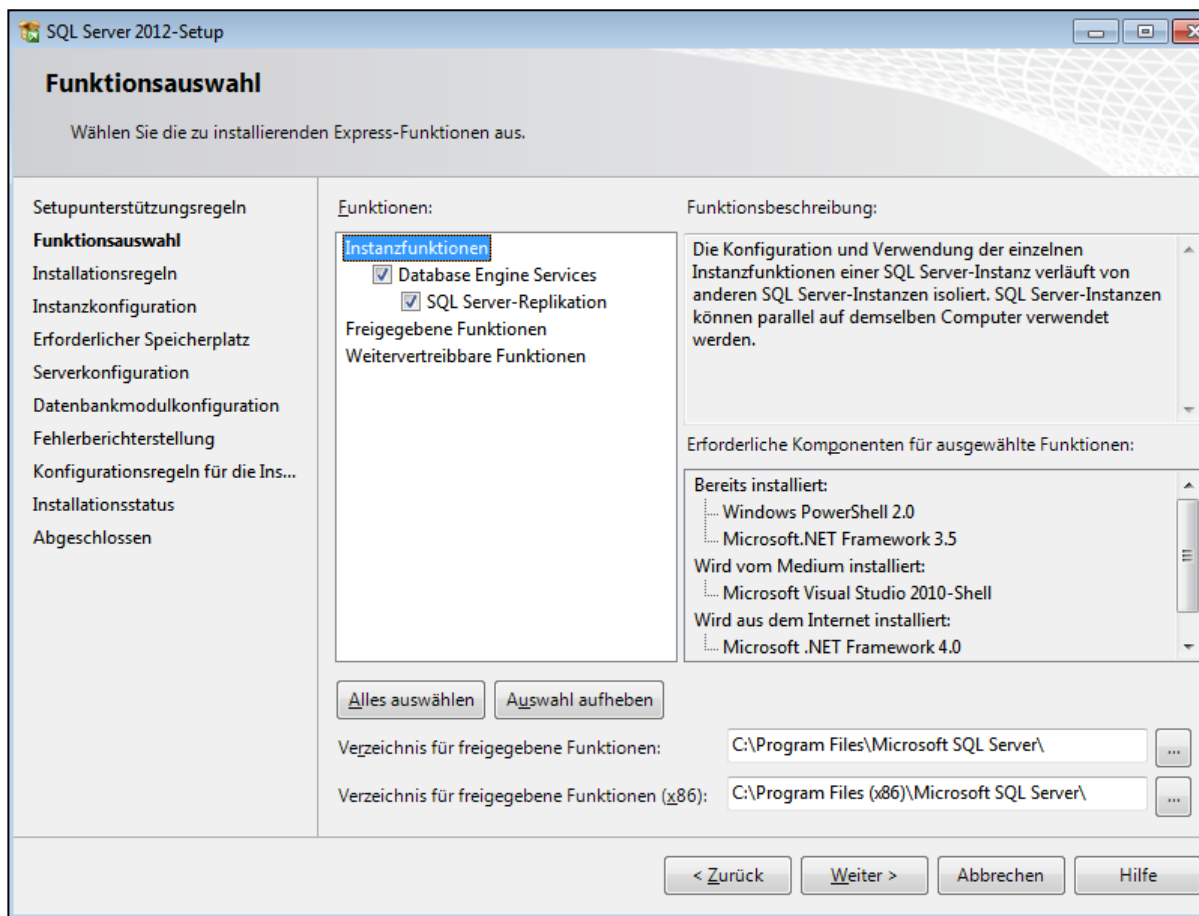 SQL Server 2012-Setup
Funktionsauswahl
Wählen Sie die zu installierenden Express-Funktionen aus.
Setupunterstützungsregeln
Funktionsauswahl
Installationsregeln
Instanzkonfiguration
Erforderlicher Speicherplatz
Serverkonfiguration
Datenbankmodulkonfiguration
Fehlerberichterstellung
Konfigurationsregeln für die Ins...
Installationsstatus
Abgeschlossen
Funktionen:
Instanzfunktionen
Database Engine Services
SQL Server-Replikation
Freigegebene Funktionen
Weitervertreibbare Funktionen
Funktionsbeschreibung:
Die Konfiguration und Verwendung der einzelnen
Instanzfunktionen einer SQL Server-Instanz verläuft von
anderen SQL Server-Instanzen isoliert. SQL Server-Instanzen
können parallel auf demselben Computer verwendet
werden.
Erforderliche Komponenten für ausgewählte Funktionen:
Bereits installiert:
Windows PowerShell 2.0
Microsoft.NET Framework 3.5
Wird vom Medium installiert:
Microsoft Visual Studio 2010-Shell
Wird aus dem Internet installiert:
Microsoft .NET Framework 4.0
Alles auswählen
Auswahl aufheben
Verzeichnis für freigegebene Funktionen:
C:\Program Files\Microsoft SQL Server\
...
Verzeichnis für freigegebene Funktionen (x86):
C:\Program Files (x86)\Microsoft SQL Server\
...
< Zurück
Weiter >
Abbrechen
Hilfe